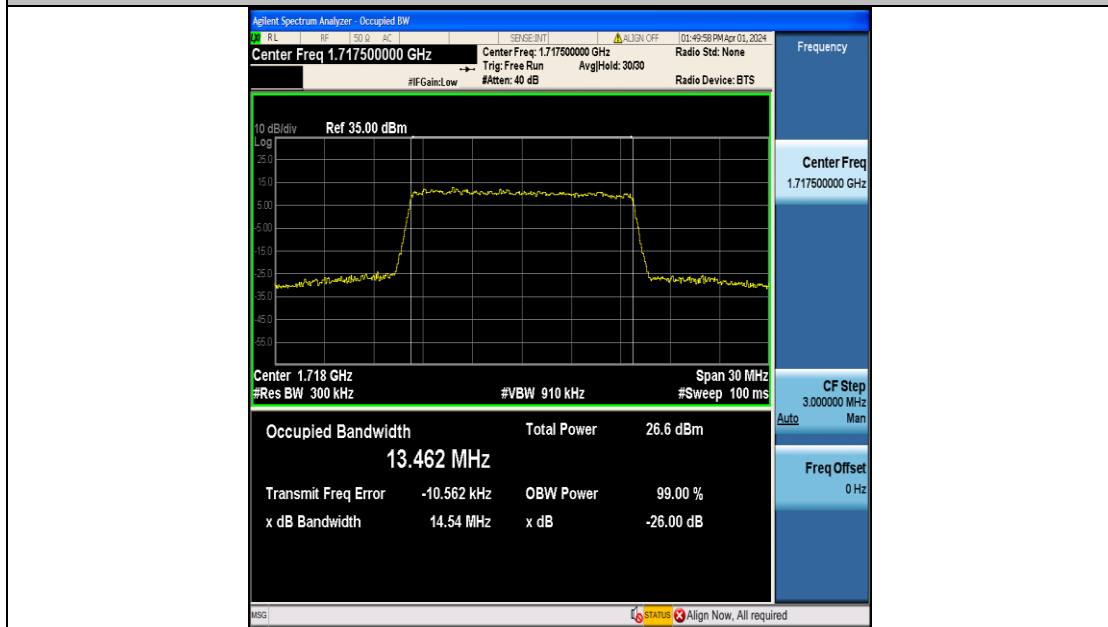 Agilent Spectrum Analyzer - Occupied BW
LXI RL RF 50 Ω AC SENSE:INT ALIGN OFF 01:49:58 PM Apr 01, 2024
Center Freq 1.717500000 GHz
Center Freq: 1.717500000 GHz Radio Std: None
Trig: Free Run Avg|Hold: 30/30
#IFGain:Low #Atten: 40 dB Radio Device: BTS
10 dB/div Ref 35.00 dBm
Log
25.0
15.0
5.00
-5.00
-15.0
-25.0
-35.0
-45.0
-55.0
Center 1.718 GHz Span 30 MHz
#Res BW 300 kHz #VBW 910 kHz #Sweep 100 ms
Occupied Bandwidth Total Power 26.6 dBm
13.462 MHz
Transmit Freq Error -10.562 kHz OBW Power 99.00 %
x dB Bandwidth 14.54 MHz x dB -26.00 dB
MSG STATUS Align Now, All required
Frequency
Center Freq
1.717500000 GHz
CF Step
3.000000 MHz
Auto Man
Freq Offset
0 Hz